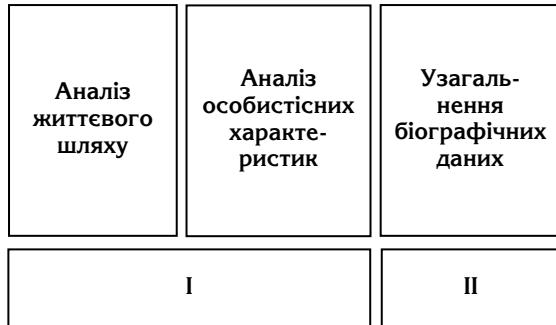 Аналіз
життєвого
шляху
Аналіз
особистісних
характе-
ристик
Узагаль-
нення
біографічних
даних
I
II